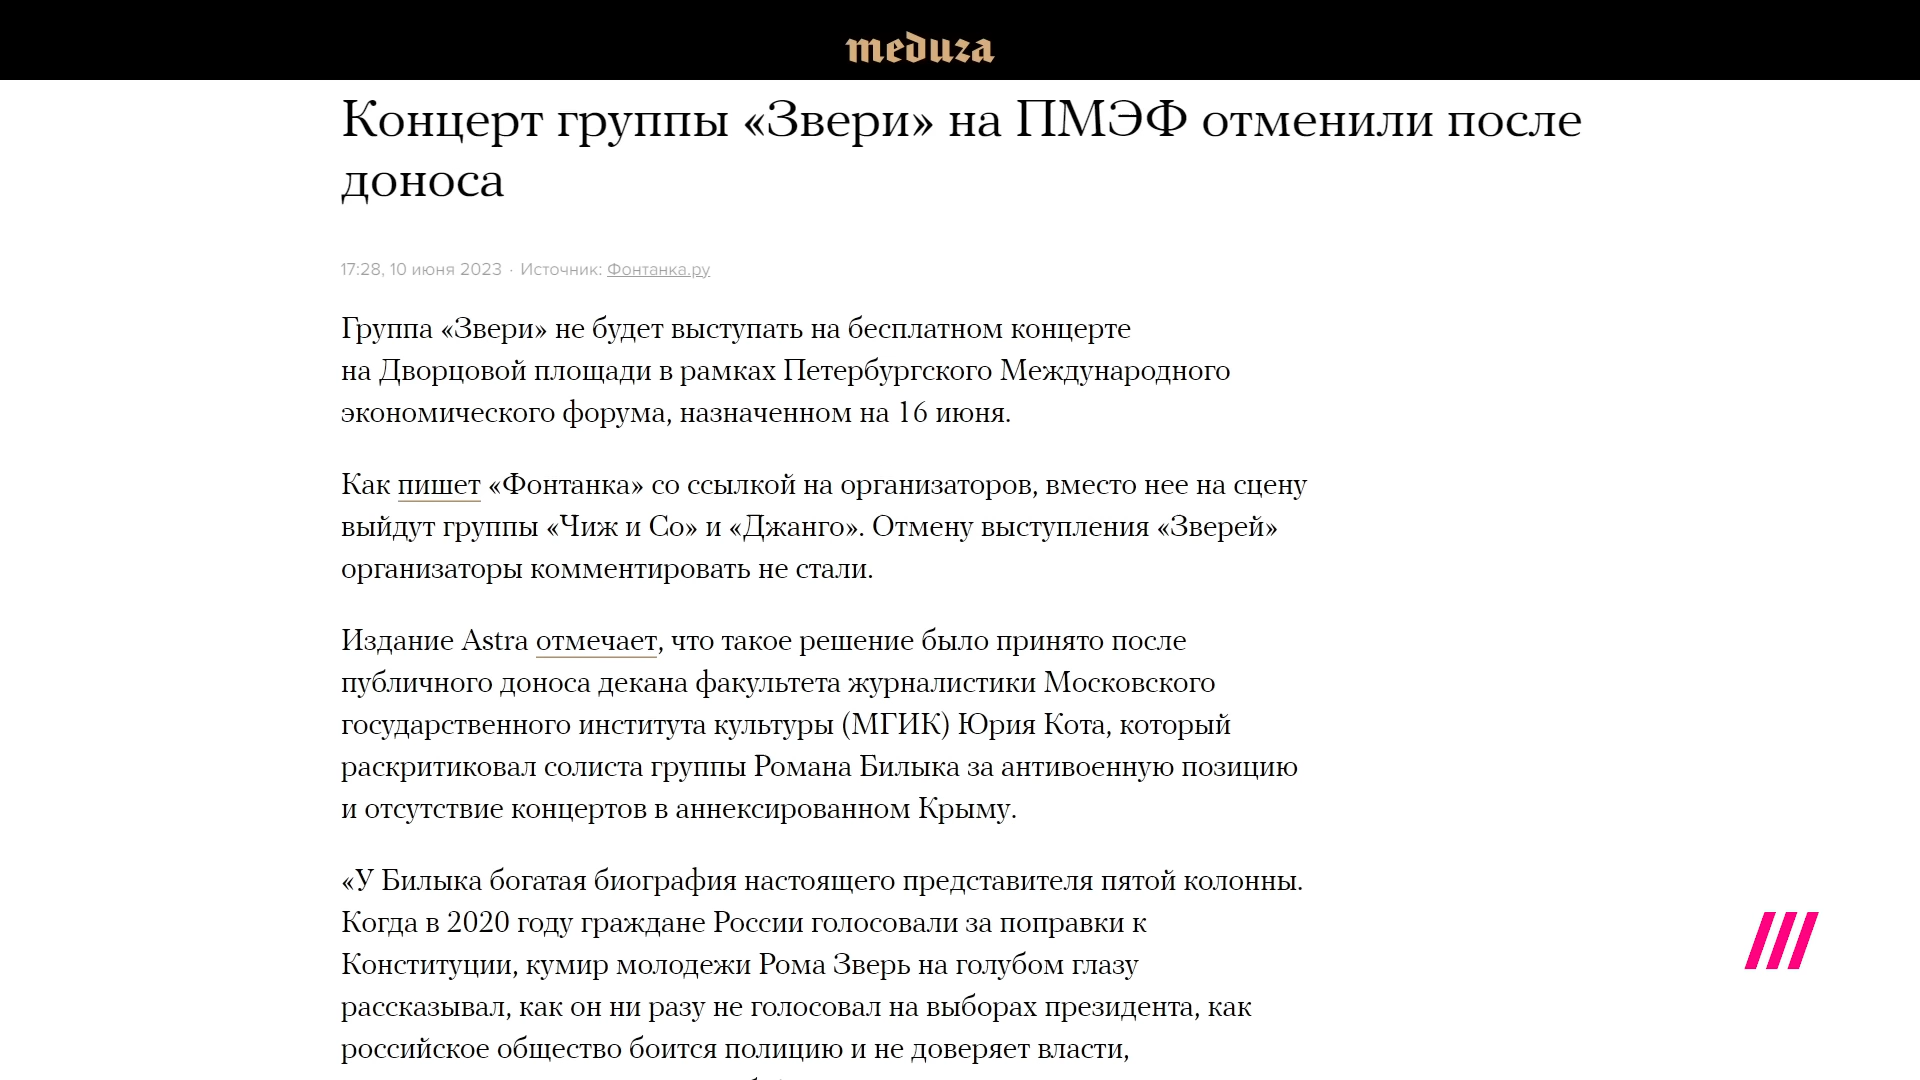 meduza
Концерт группы «Звери» на ПМЭФ отменили после
доноса
17:28, 10 июня 2023 · Источник: Фонтанка.ру
Группа «Звери» не будет выступать на бесплатном концерте
на Дворцовой площади в рамках Петербургского Международного
экономического форума, назначенном на 16 июня.
Как пишет «Фонтанка» со ссылкой на организаторов, вместо нее на сцену
выйдут группы «Чиж и Со» и «Джанго». Отмену выступления «Зверей»
организаторы комментировать не стали.
Издание Astra отмечает, что такое решение было принято после
публичного доноса декана факультета журналистики Московского
государственного института культуры (МГИК) Юрия Кота, который
раскритиковал солиста группы Романа Билыка за антивоенную позицию
и отсутствие концертов в аннексированном Крыму.
«У Билыка богатая биография настоящего представителя пятой колонны.
Когда в 2020 году граждане России голосовали за поправки к
Конституции, кумир молодежи Рома Зверь на голубом глазу
рассказывал, как он ни разу не голосовал на выборах президента, как
российское общество боится полицию и не доверяет власти,